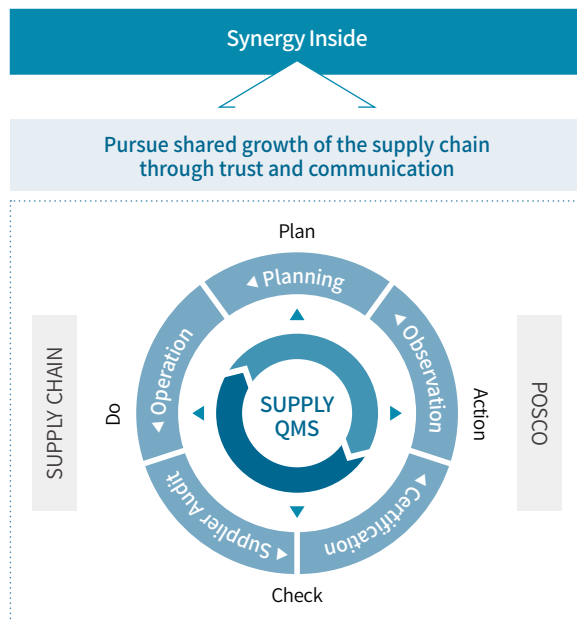 Synergy Inside
Pursue shared growth of the supply chain
through trust and communication
Plan
◀ Planning
◀ Operation
◀ Observation
SUPPLY CHAIN
Do
SUPPLY
QMS
Action
POSCO
◀ Supplier Audit
◀ Certification
Check